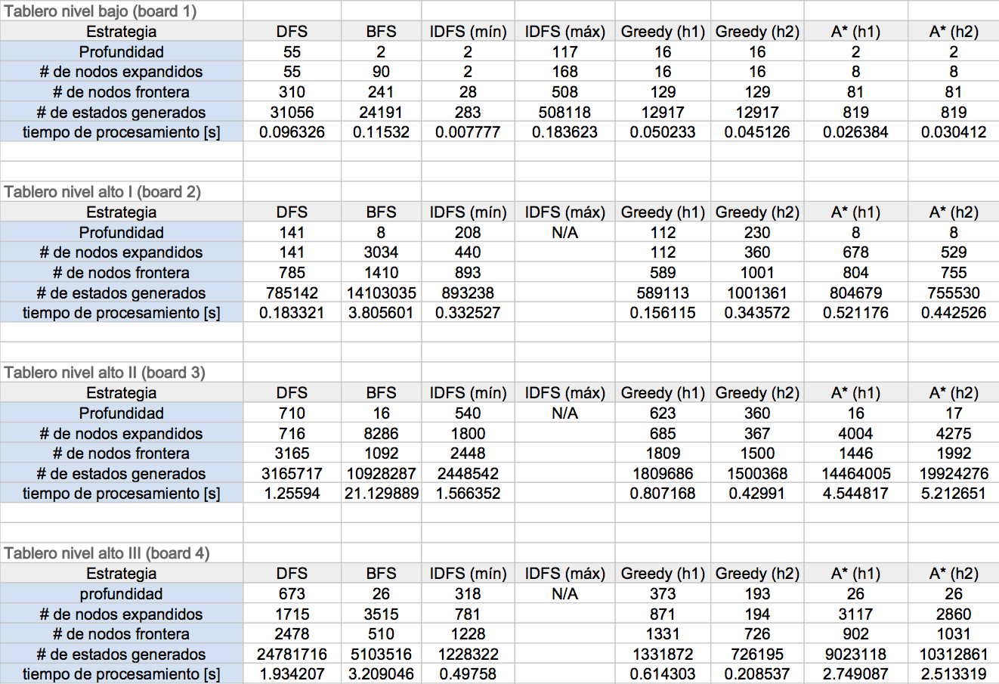 Tablero nivel bajo (board 1)
Estrategia DFS BFS IDFS (mín) IDFS (máx) Greedy (h1) Greedy (h2) A* (h1) A* (h2)
Profundidad 55 2 2 117 16 16 2 2
# de nodos expandidos 55 90 2 168 16 16 8 8
# de nodos frontera 310 241 28 508 129 129 81 81
# de estados generados 31056 24191 283 508118 12917 12917 819 819
tiempo de procesamiento [s] 0.096326 0.11532 0.007777 0.183623 0.050233 0.045126 0.026384 0.030412
Tablero nivel alto I (board 2)
Estrategia DFS BFS IDFS (mín) IDFS (máx) Greedy (h1) Greedy (h2) A* (h1) A* (h2)
Profundidad 141 8 208 N/A 112 230 8 8
# de nodos expandidos 141 3034 440 112 360 678 529
# de nodos frontera 785 1410 893 589 1001 804 755
# de estados generados 785142 14103035 893238 589113 1001361 804679 755530
tiempo de procesamiento [s] 0.183321 3.805601 0.332527 0.156115 0.343572 0.521176 0.442526
Tablero nivel alto II (board 3)
Estrategia DFS BFS IDFS (mín) IDFS (máx) Greedy (h1) Greedy (h2) A* (h1) A* (h2)
Profundidad 710 16 540 N/A 623 360 16 17
# de nodos expandidos 716 8286 1800 685 367 4004 4275
# de nodos frontera 3165 1092 2448 1809 1500 1446 1992
# de estados generados 3165717 10928287 2448542 1809686 1500368 14464005 19924276
tiempo de procesamiento [s] 1.25594 21.129889 1.566352 0.807168 0.42991 4.544817 5.212651
Tablero nivel alto III (board 4)
Estrategia DFS BFS IDFS (mín) IDFS (máx) Greedy (h1) Greedy (h2) A* (h1) A* (h2)
profundidad 673 26 318 N/A 373 193 26 26
# de nodos expandidos 1715 3515 781 871 194 3117 2860
# de nodos frontera 2478 510 1228 1331 726 902 1031
# de estados generados 24781716 5103516 1228322 1331872 726195 9023118 10312861
tiempo de procesamiento [s] 1.934207 3.209046 0.49758 0.614303 0.208537 2.749087 2.513319